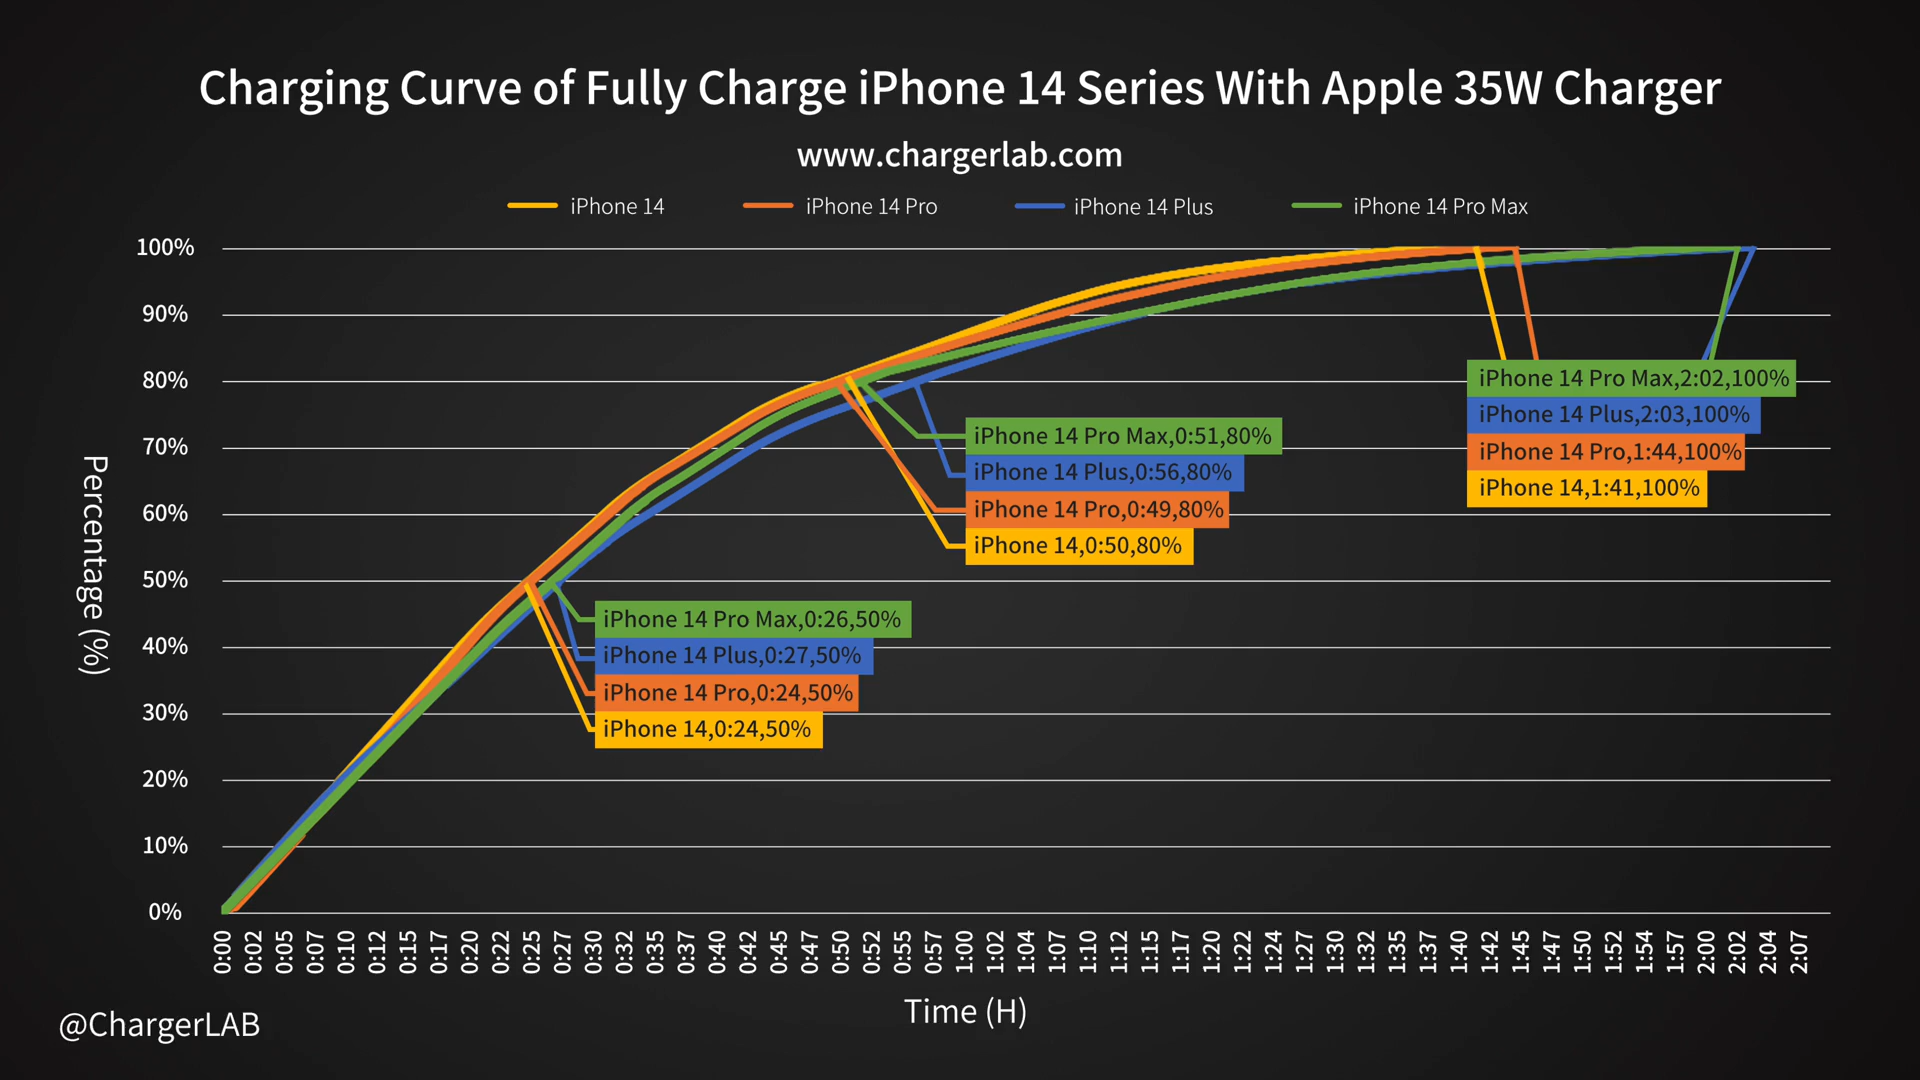 Charging Curve of Fully Charge iPhone 14 Series With Apple 35W Charger
www.chargerlab.com
iPhone 14 iPhone 14 Pro iPhone 14 Plus iPhone 14 Pro Max
100%
90%
80%
70%
60%
50%
40%
30%
20%
10%
0%
Percentage (%)
iPhone 14 Pro Max,2:02,100%
iPhone 14 Plus,2:03,100%
iPhone 14 Pro,1:44,100%
iPhone 14,1:41,100%
iPhone 14 Pro Max,0:51,80%
iPhone 14 Plus,0:56,80%
iPhone 14 Pro,0:49,80%
iPhone 14,0:50,80%
iPhone 14 Pro Max,0:26,50%
iPhone 14 Plus,0:27,50%
iPhone 14 Pro,0:24,50%
iPhone 14,0:24,50%
0:00 0:02 0:05 0:07 0:10 0:12 0:15 0:17 0:20 0:22 0:25 0:27 0:30 0:32 0:35 0:37 0:40 0:42 0:45 0:47 0:50 0:52 0:55 0:57 1:00 1:02 1:04 1:07 1:10 1:12 1:15 1:17 1:20 1:22 1:24 1:27 1:30 1:32 1:35 1:37 1:40 1:42 1:45 1:47 1:50 1:52 1:54 1:57 2:00 2:02 2:04 2:07
Time (H)
@ChargerLAB